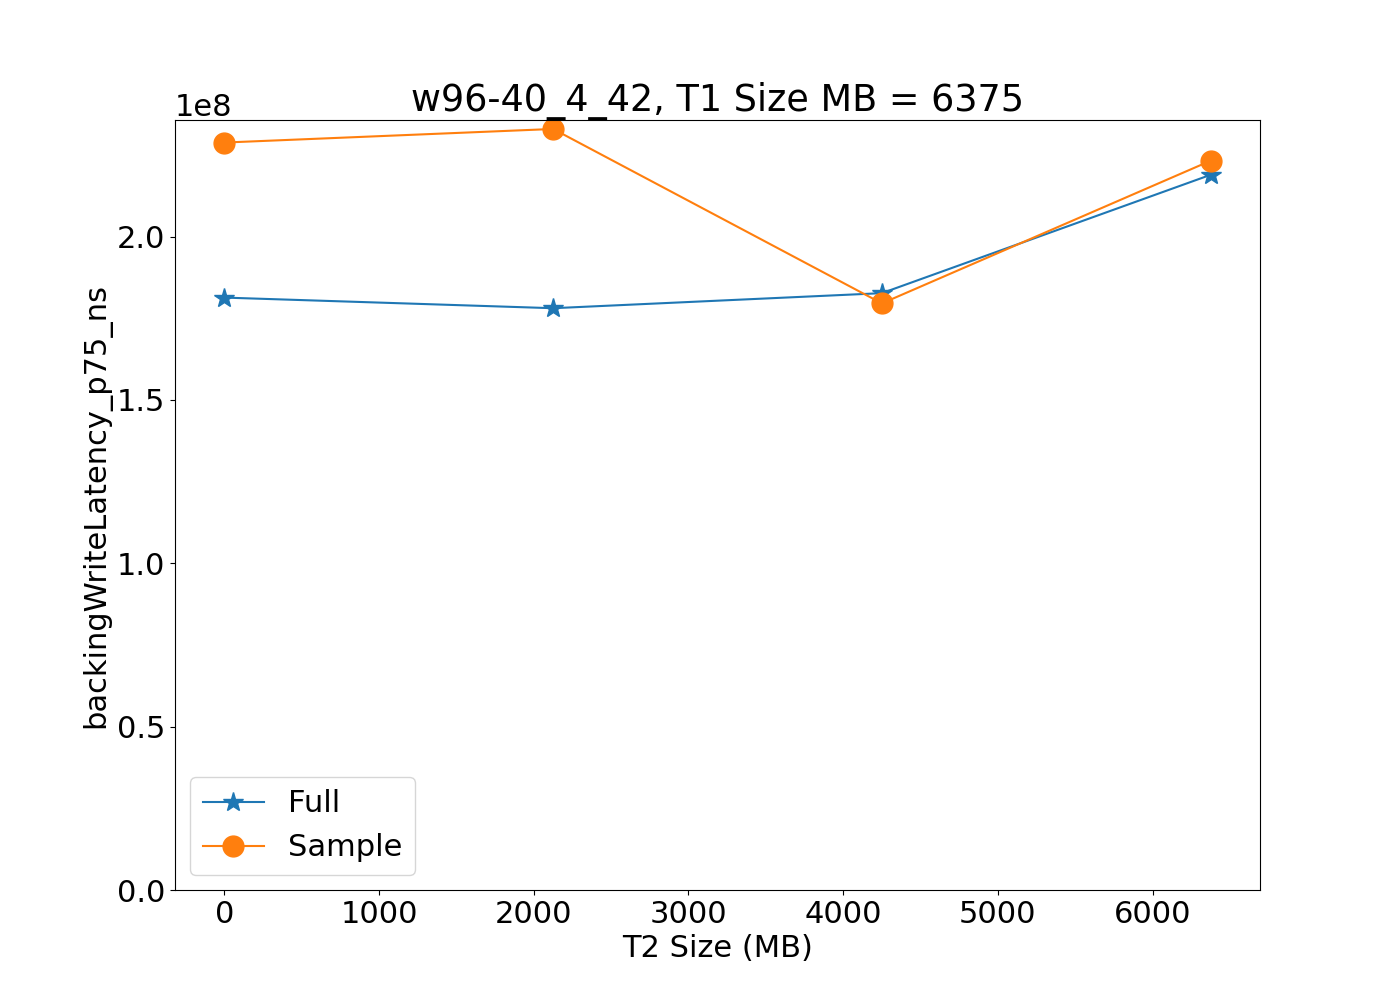 w96-40_4_42, T1 Size MB = 6375
1e8
2.0
1.5
1.0
0.5
0.0
backingWriteLatency_p75_ns
Full
Sample
0 1000 2000 3000 4000 5000 6000
T2 Size (MB)